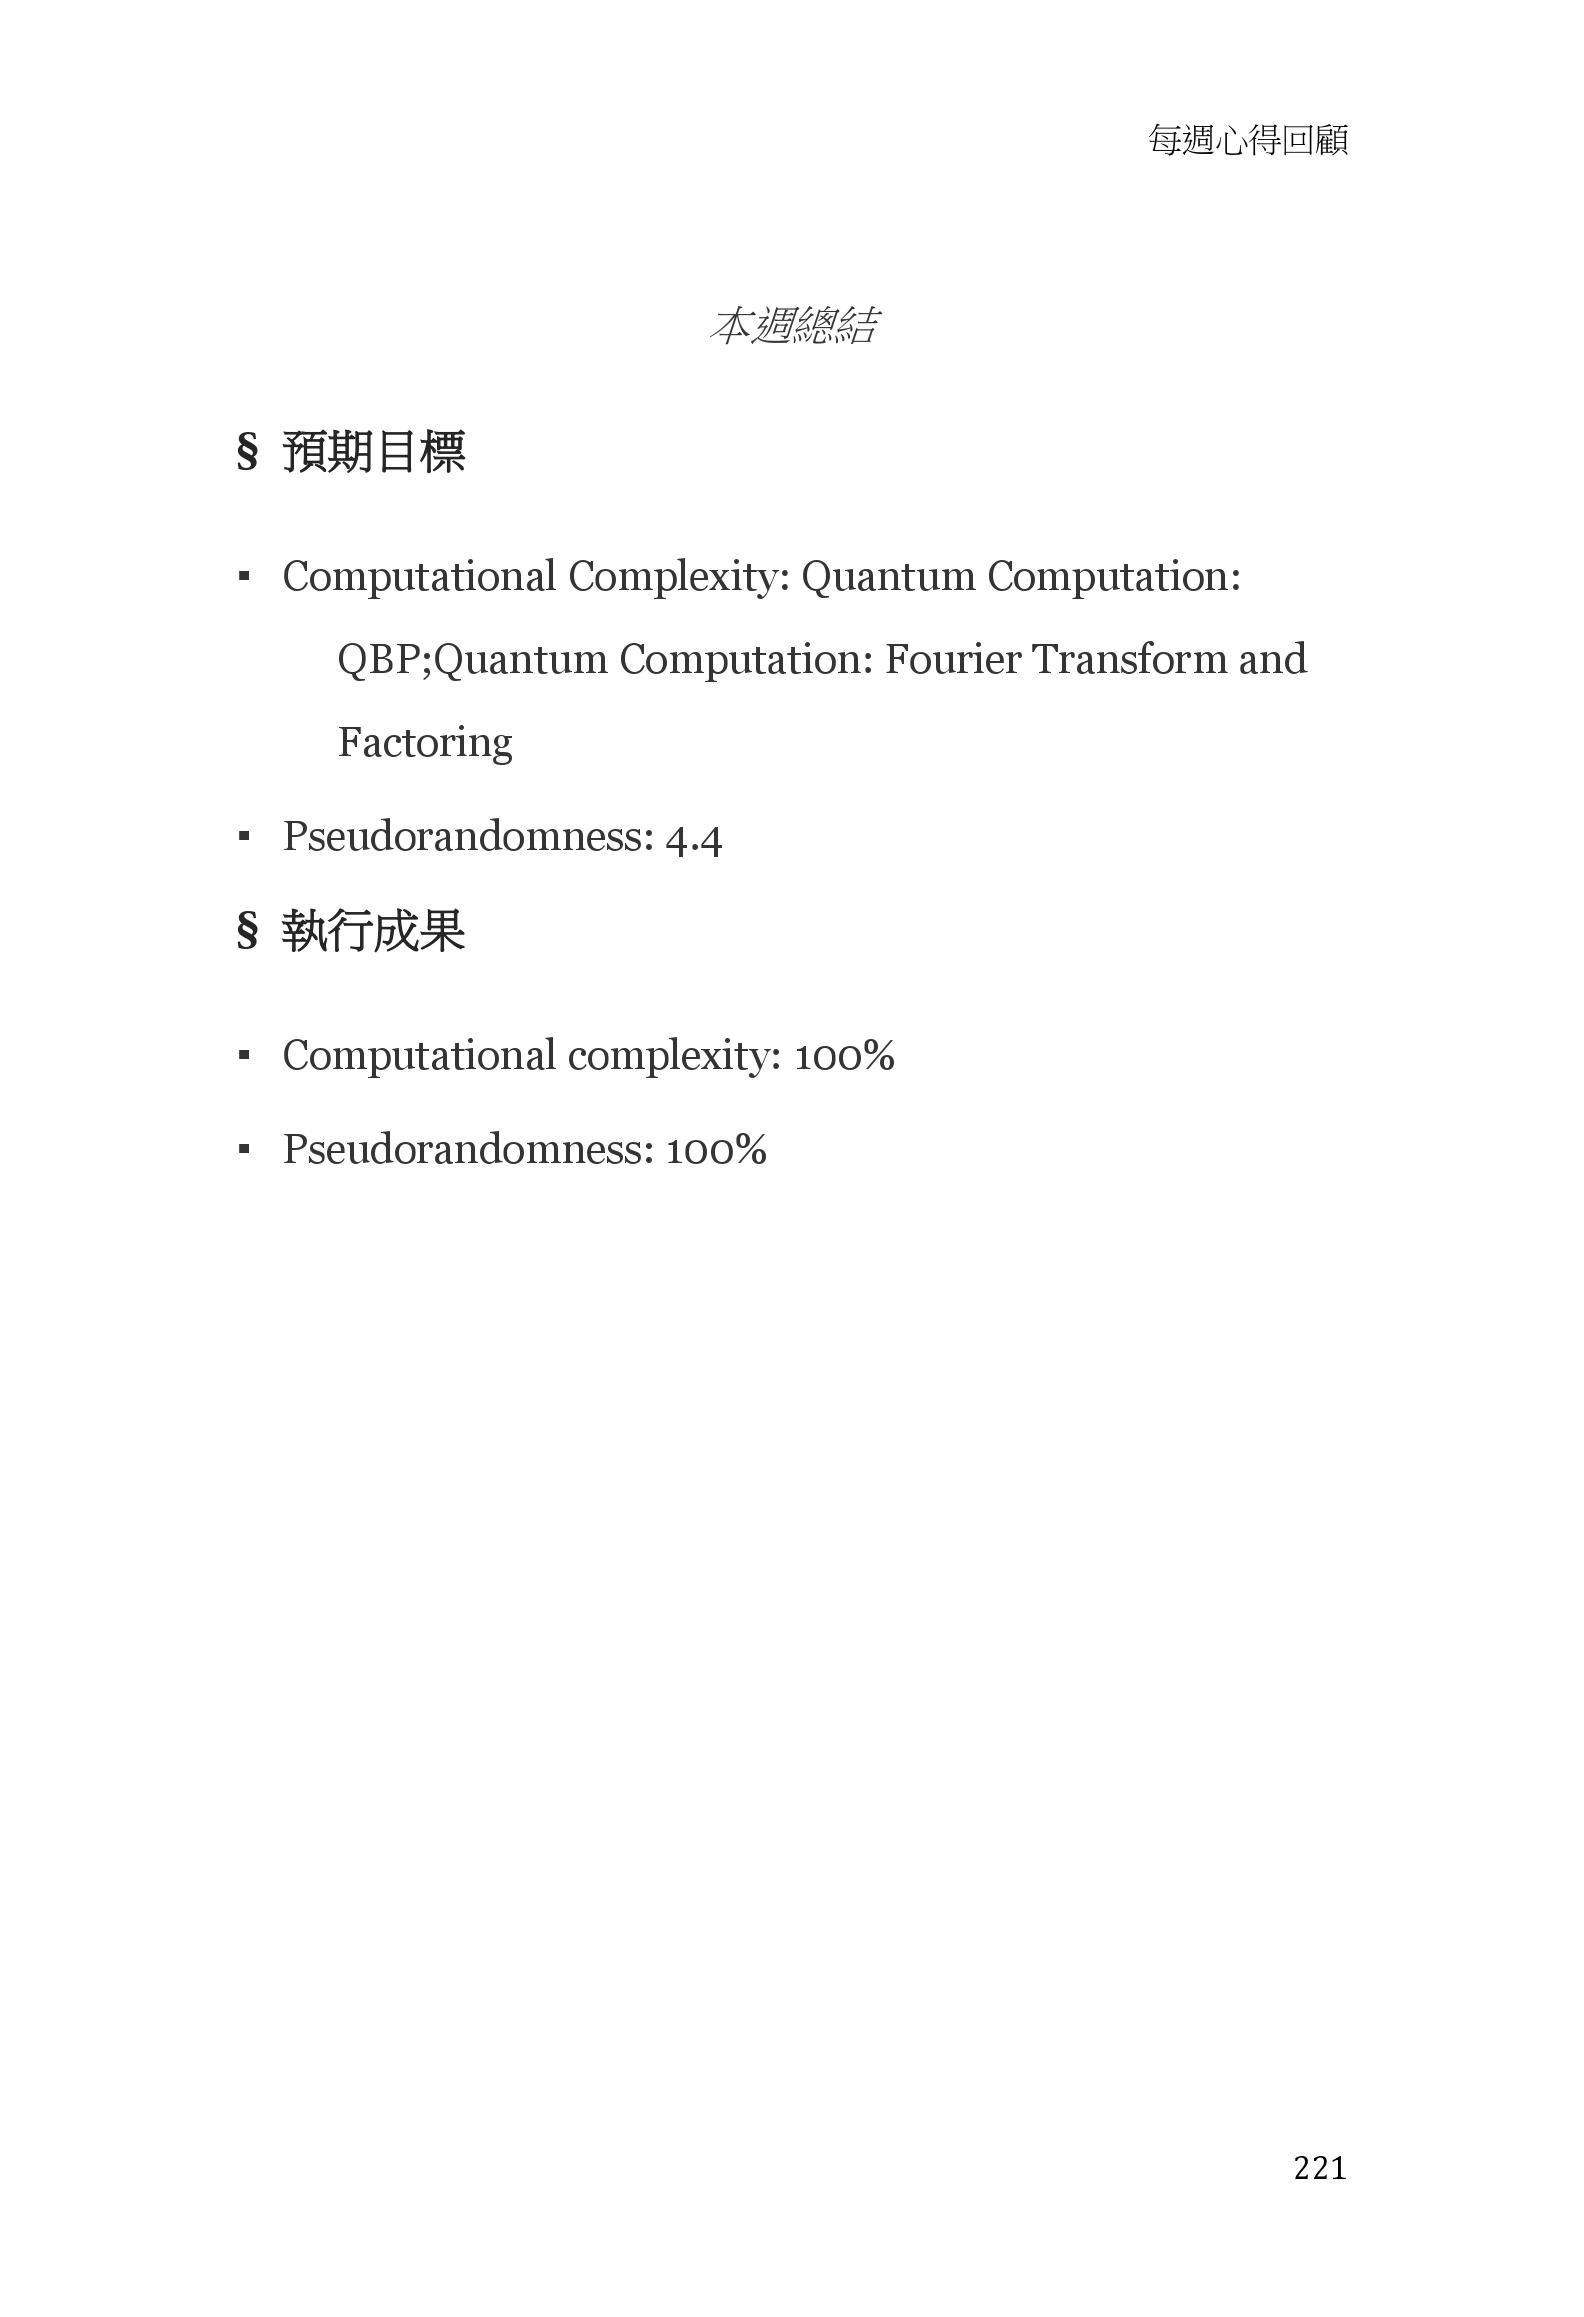 每週心得回顧
本週總結
§ 預期目標
▪ Computational Complexity: Quantum Computation:
QBP;Quantum Computation: Fourier Transform and
Factoring
▪ Pseudorandomness: 4.4
§ 執行成果
▪ Computational complexity: 100%
▪ Pseudorandomness: 100%
221